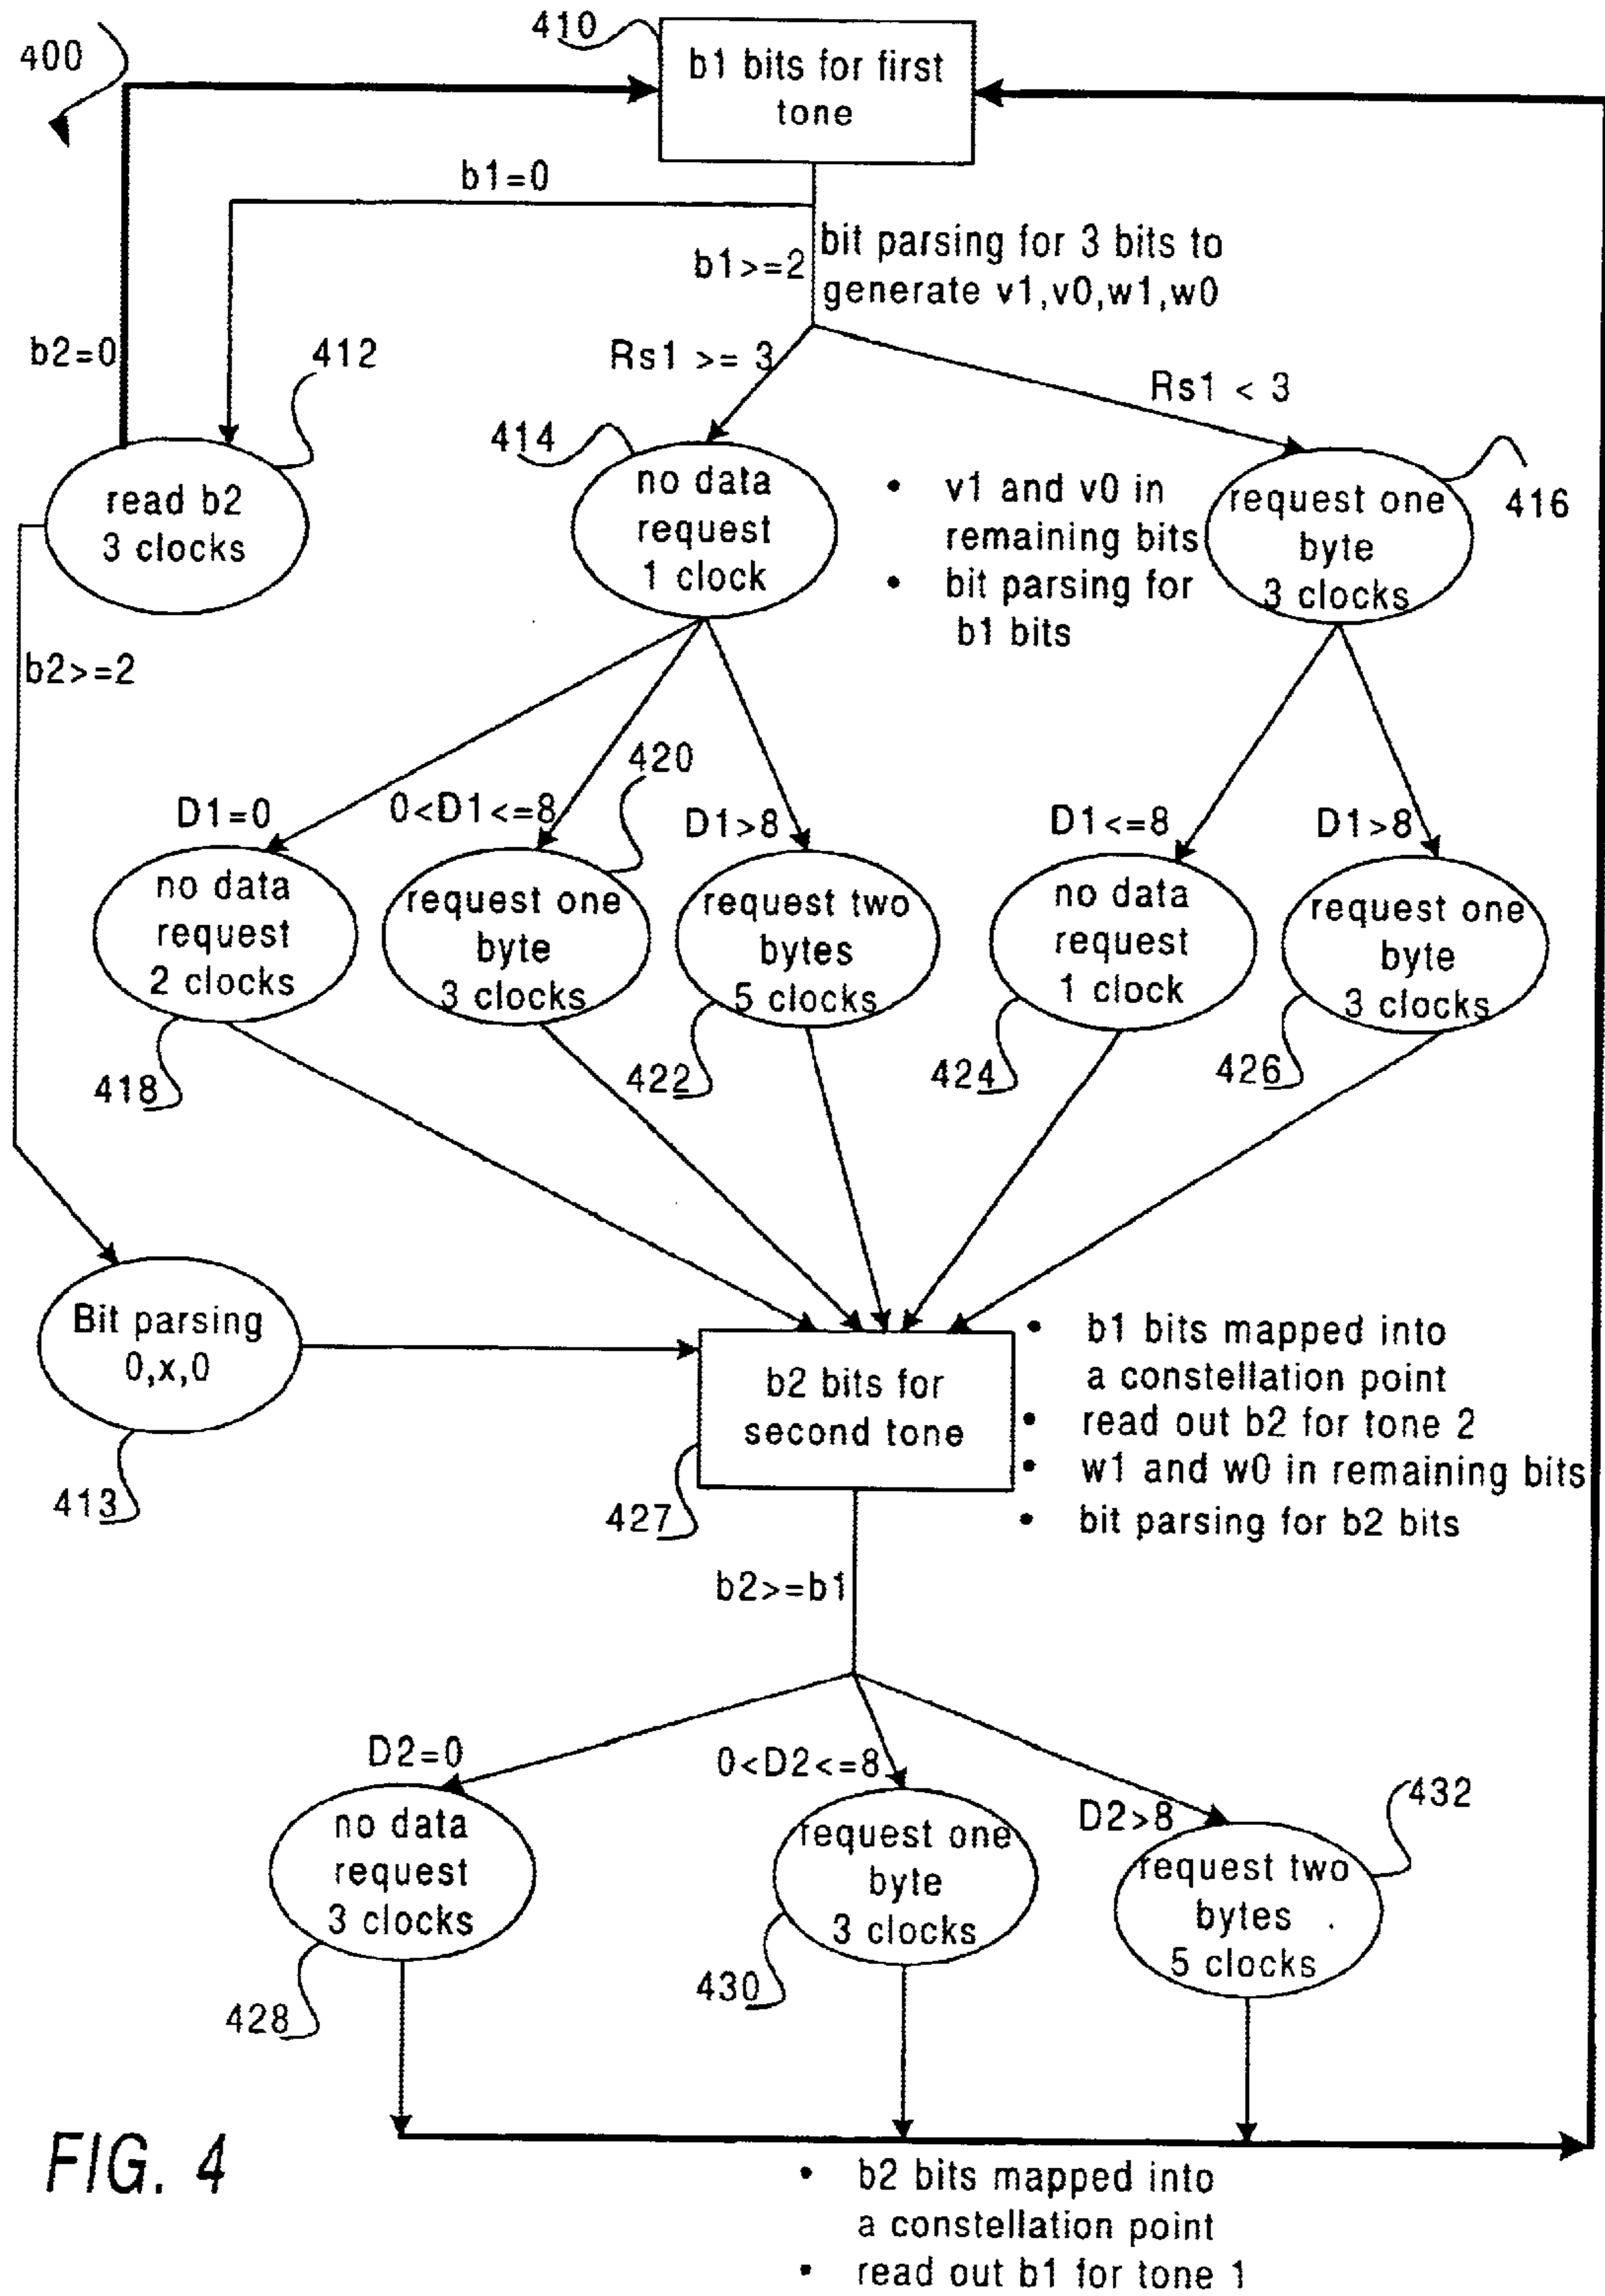 400
410
b1 bits for first
tone
b1=0
b1>=2
bit parsing for 3 bits to
generate v1,v0,w1,w0
b2=0
412
Rs1 >= 3
Rs1 < 3
414
416
read b2
3 clocks
no data
request
1 clock
• v1 and v0 in
remaining bits
• bit parsing for
b1 bits
request one
byte
3 clocks
b2>=2
420
D1=0
0<D1<=8
D1>8
D1<=8
D1>8
no data
request
2 clocks
request one
byte
3 clocks
request two
bytes
5 clocks
no data
request
1 clock
request one
byte
3 clocks
418
422
424
426
Bit parsing
0,x,0
413
b2 bits for
second tone
427
• b1 bits mapped into
a constellation point
• read out b2 for tone 2
• w1 and w0 in remaining bits
• bit parsing for b2 bits
b2>=b1
D2=0
0<D2<=8
D2>8
432
no data
request
3 clocks
request one
byte
3 clocks
request two
bytes
5 clocks
428
430
FIG. 4
• b2 bits mapped into
a constellation point
• read out b1 for tone 1